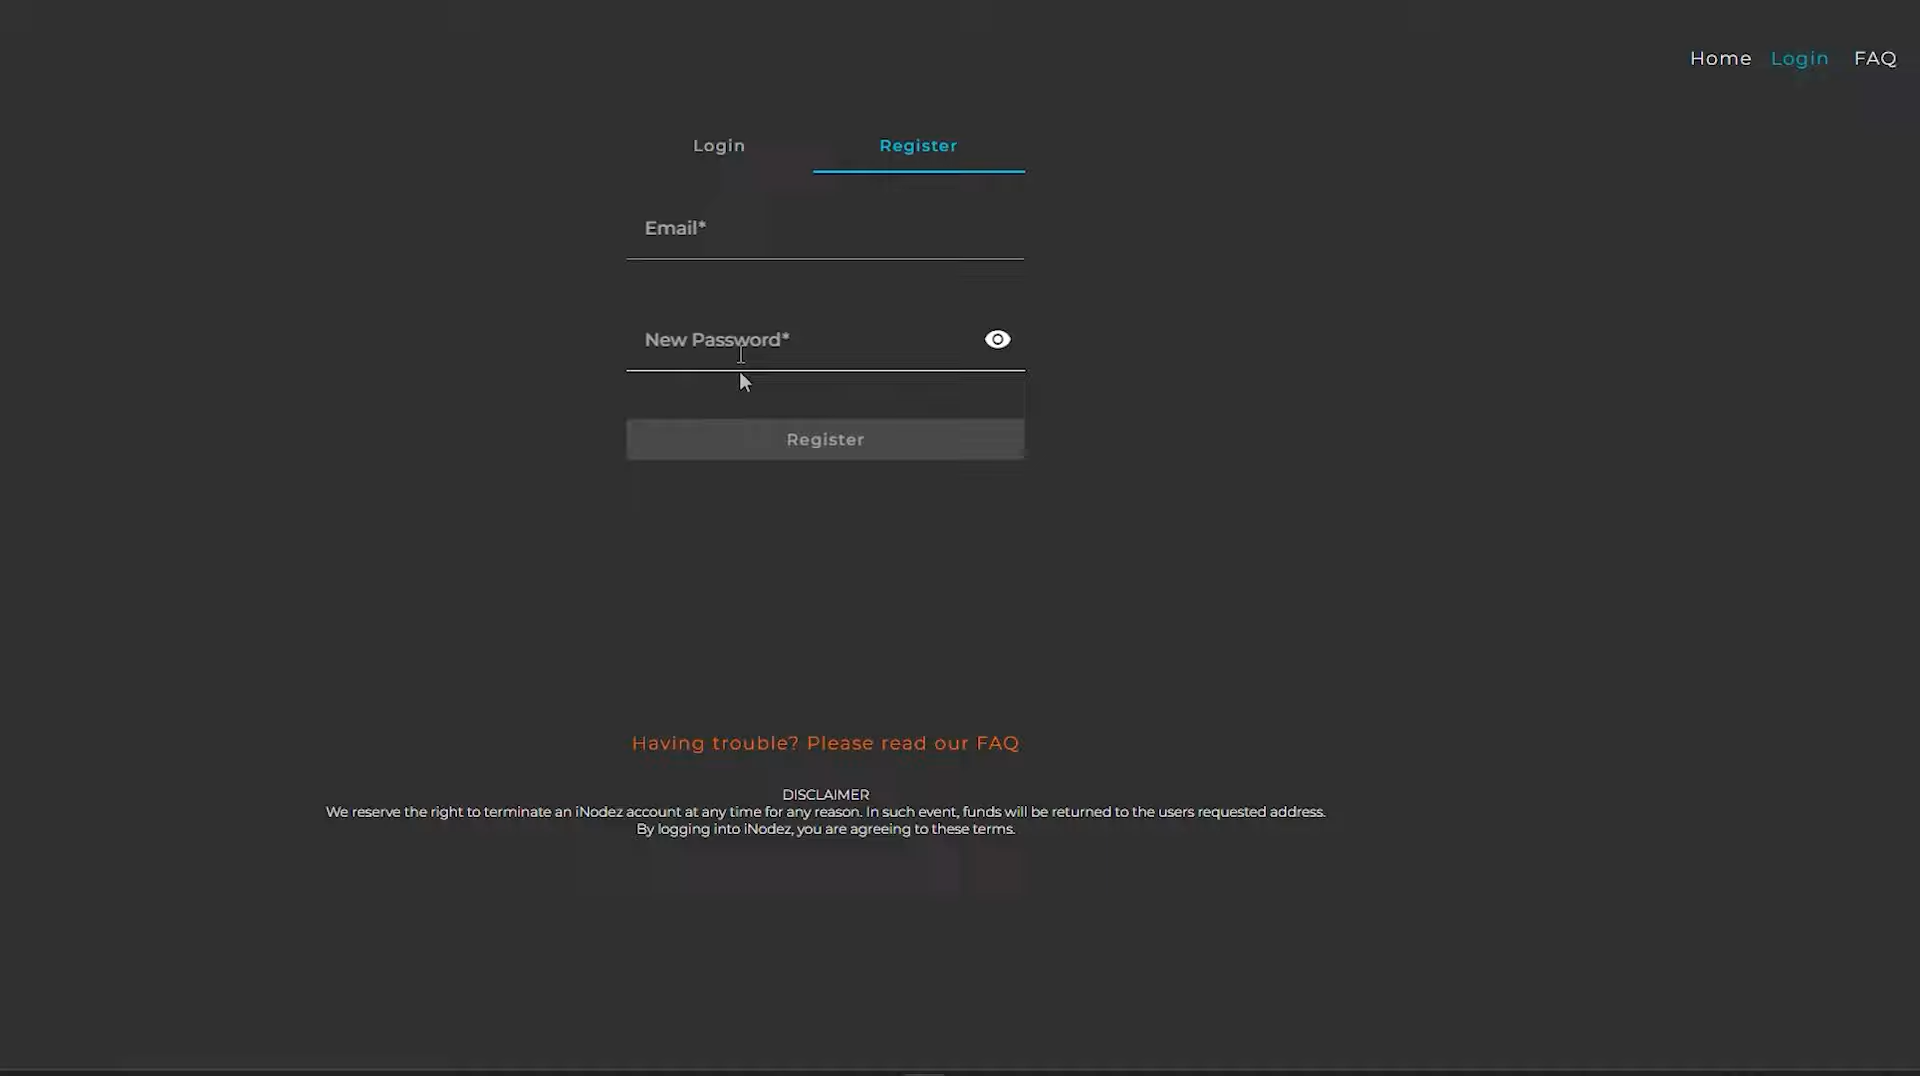 Home Login FAQ
Login Register
Email*
New Password*
Register
Having trouble? Please read our FAQ
DISCLAIMER
We reserve the right to terminate an iNodez account at any time for any reason. In such event, funds will be returned to the users requested address.
By logging into iNodez, you are agreeing to these terms.